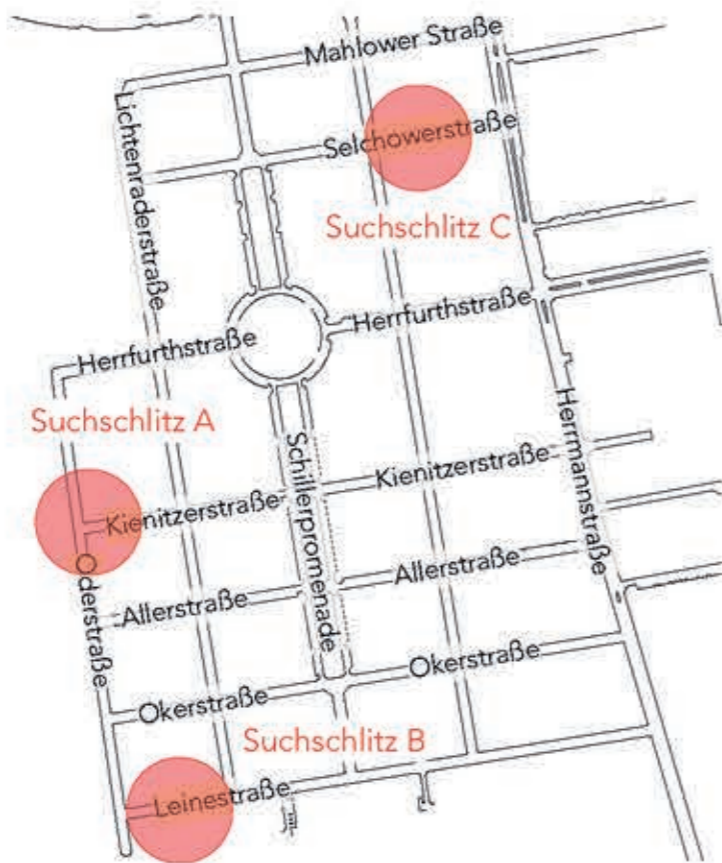 Mahlower Straße
Lichtenraderstraße
Selchowerstraße
Suchschlitz C
Herrfurthstraße
Herrfurthstraße
Suchschlitz A
Schillerpromenade
Herrmannstraße
Kienitzerstraße
Kienitzerstraße
Oderstraße
Allerstraße
Allerstraße
Okerstraße
Okerstraße
Suchschlitz B
Leinestraße